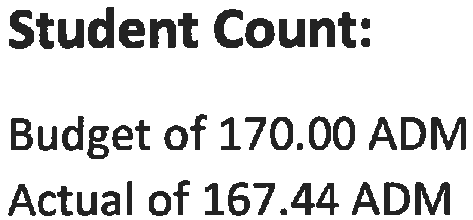 Student Count:
Budget of 170.00 ADM
Actual of 167.44 ADM